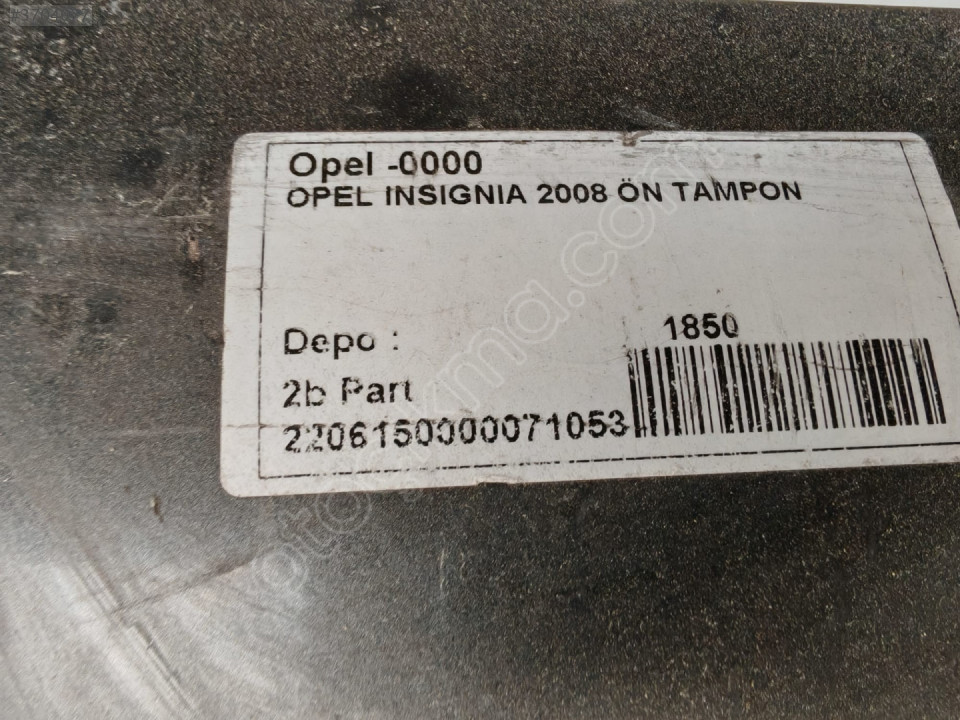 Opel -0000
OPEL INSIGNIA 2008 ÖN TAMPON
Depo :
1850
2b Part
2206150000071053